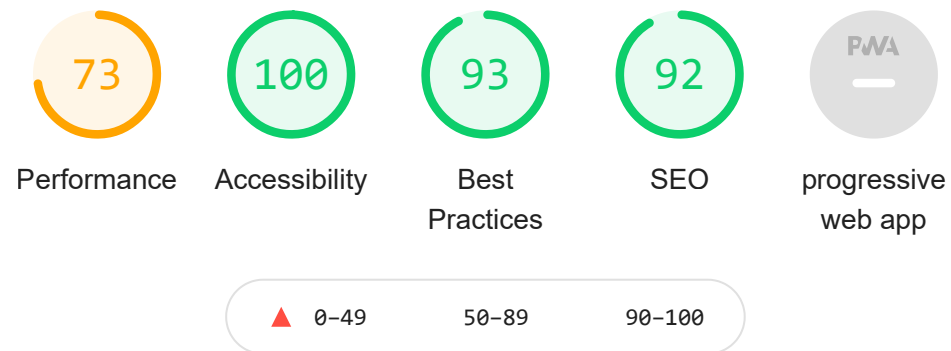 73 100 93 92 PWA
Performance Accessibility Best Practices SEO progressive web app
0–49 50–89 90–100